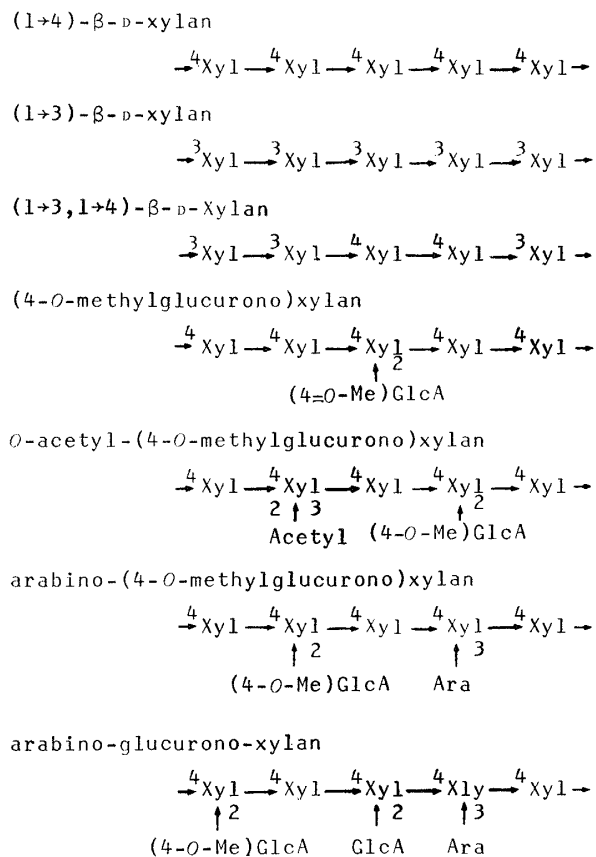 (1→4)-β-D-xylan
→4Xyl→4Xyl→4Xyl→4Xyl→4Xyl→
(1→3)-β-D-xylan
→3Xyl→3Xyl→3Xyl→3Xyl→3Xyl→
(1→3,1→4)-β-D-Xylan
→3Xyl→3Xyl→4Xyl→4Xyl→3Xyl→
(4-O-methylglucurono)xylan
→4Xyl→4Xyl→4Xyl→4Xyl→4Xyl→
↑2
(4=O-Me)GlcA
O-acetyl-(4-O-methylglucurono)xylan
→4Xyl→4Xyl→4Xyl→4Xyl→4Xyl→
2↑3 ↑2
Acetyl (4-O-Me)GlcA
arabino-(4-O-methylglucurono)xylan
→4Xyl→4Xyl→4Xyl→4Xyl→4Xyl→
↑2 ↑3
(4-O-Me)GlcA Ara
arabino-glucurono-xylan
→4Xyl→4Xyl→4Xyl→4Xly→4Xyl→
↑2 ↑2 ↑3
(4-O-Me)GlcA GlcA Ara